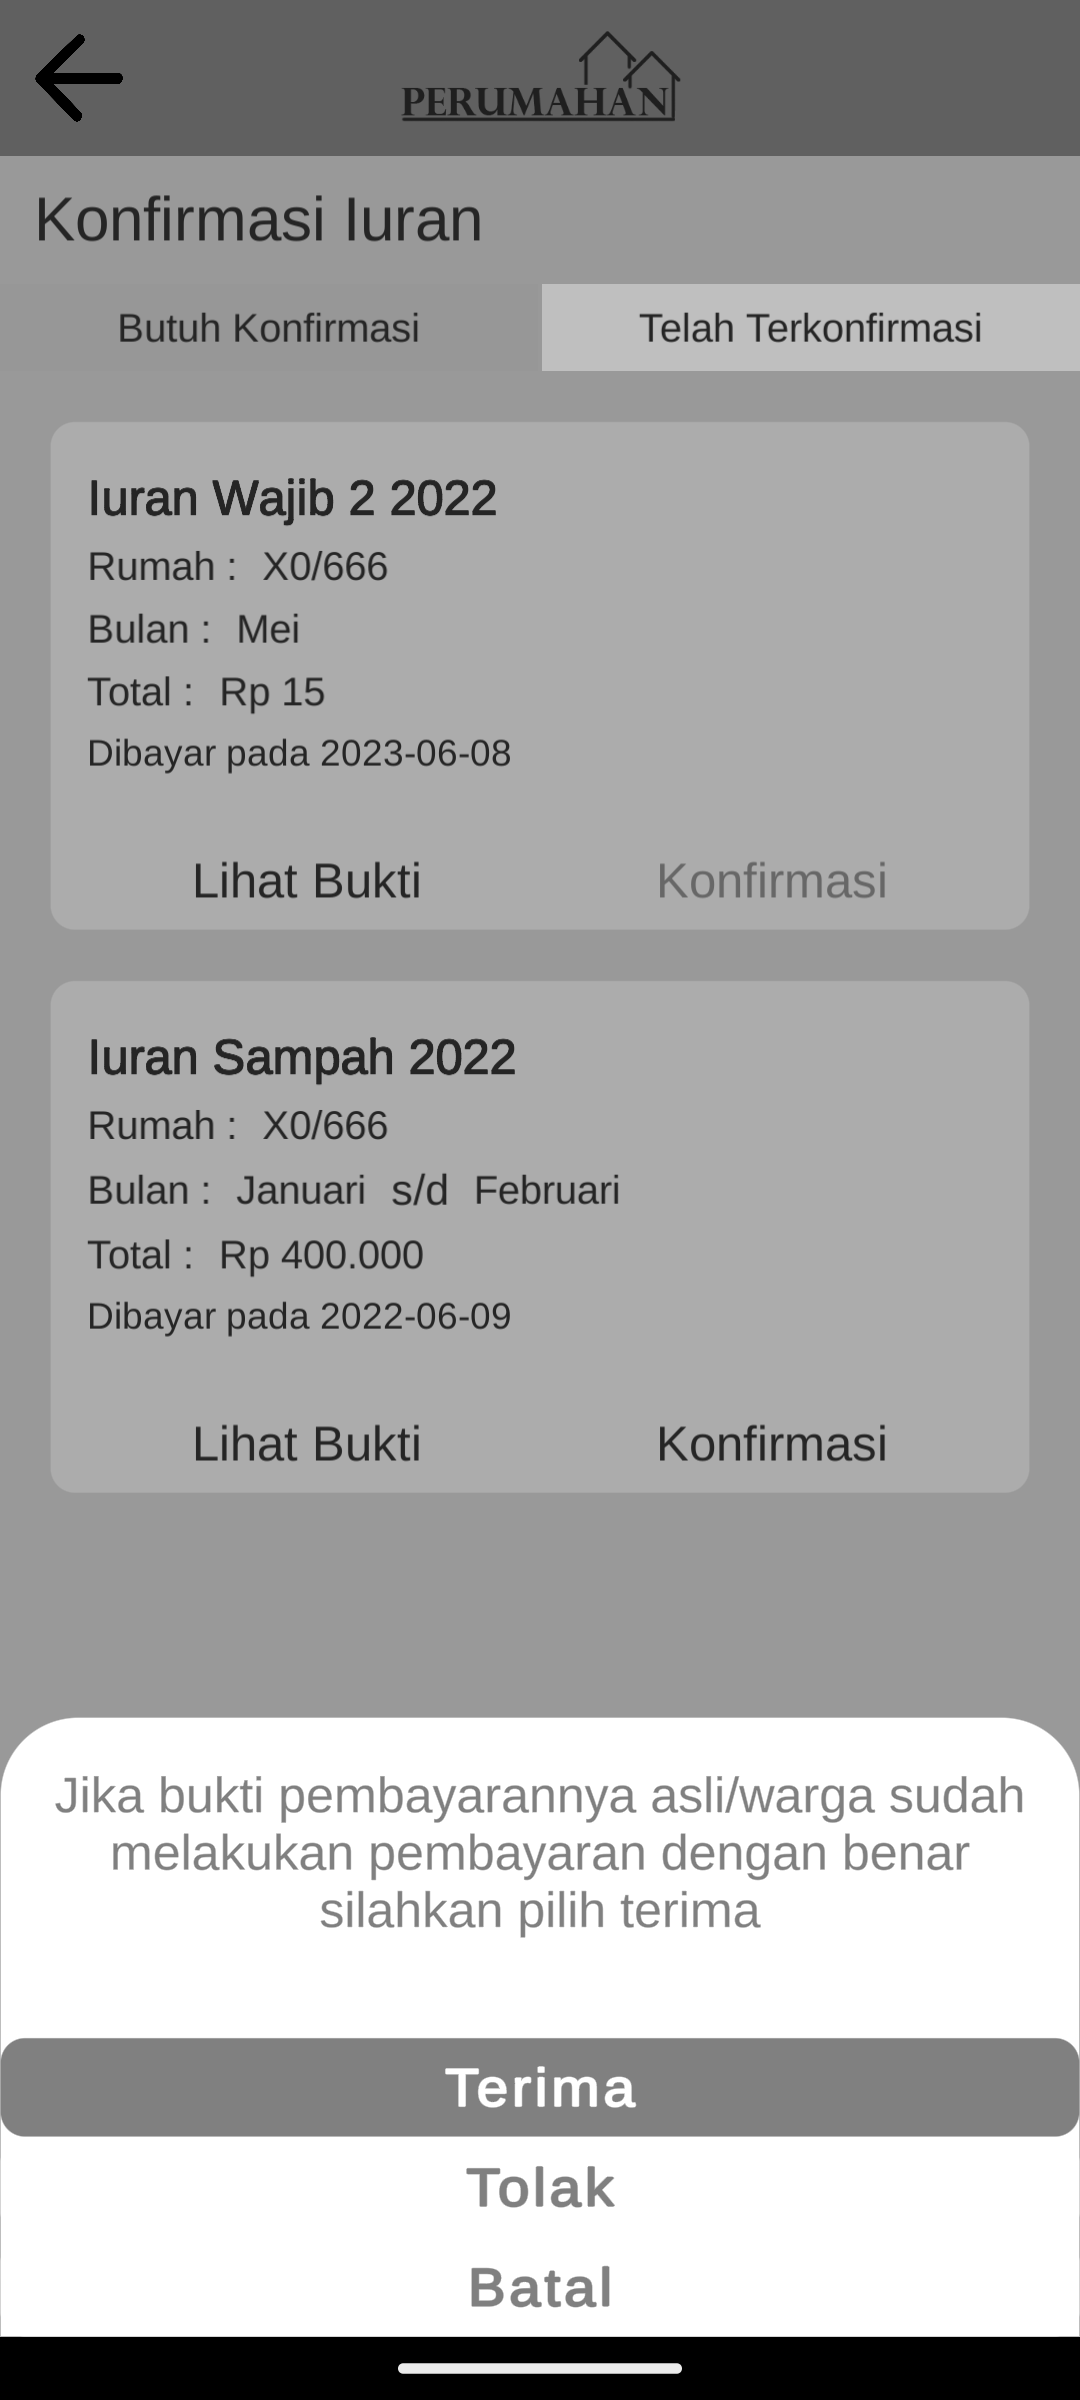 PERUMAHAN
Konfirmasi Iuran
Butuh Konfirmasi
Telah Terkonfirmasi
Iuran Wajib 2 2022
Rumah : X0/666
Bulan : Mei
Total : Rp 15
Dibayar pada 2023-06-08
Lihat Bukti
Konfirmasi
Iuran Sampah 2022
Rumah : X0/666
Bulan : Januari s/d Februari
Total : Rp 400.000
Dibayar pada 2022-06-09
Lihat Bukti
Konfirmasi
Jika bukti pembayarannya asli/warga sudah
melakukan pembayaran dengan benar
silahkan pilih terima
Terima
Tolak
Batal